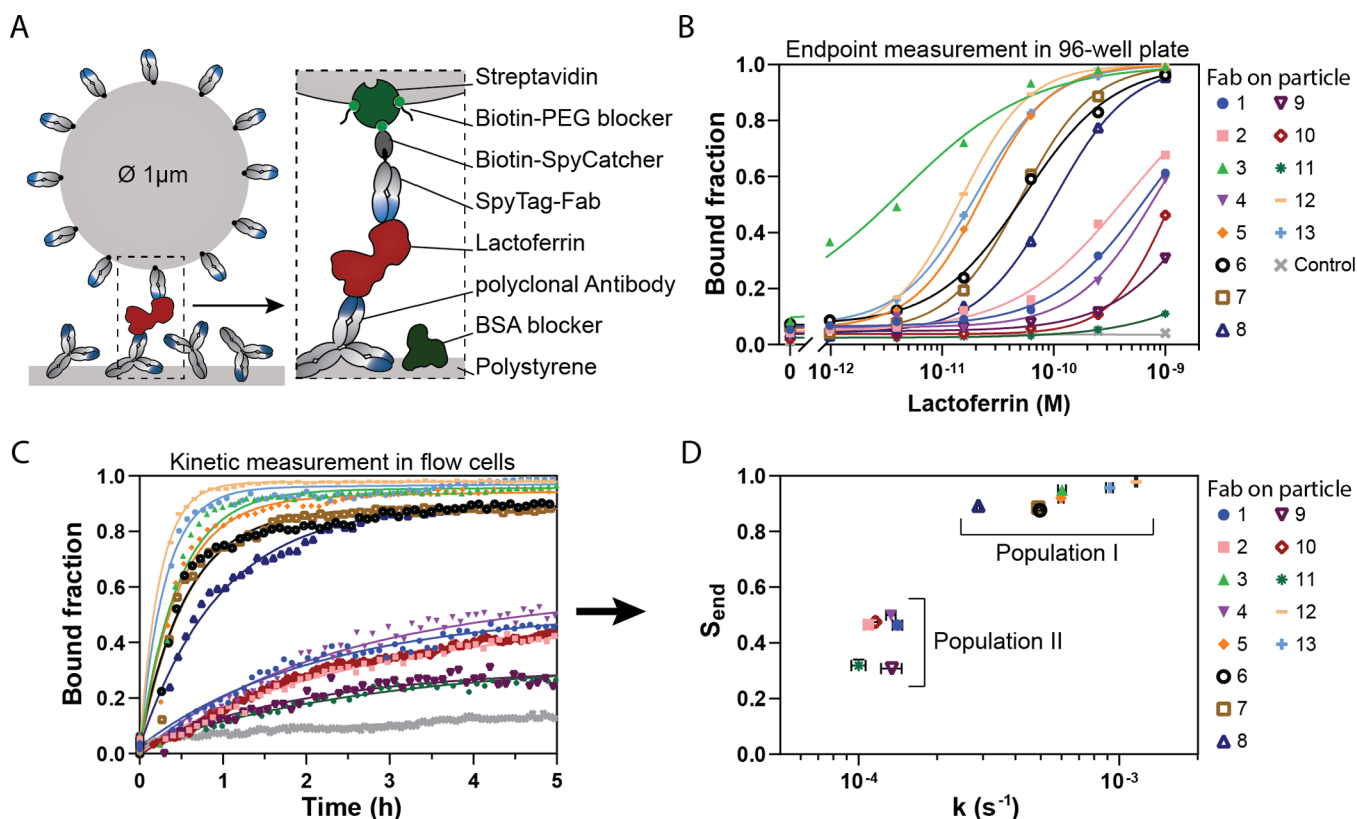 A
Ø 1µm
Streptavidin
Biotin-PEG blocker
Biotin-SpyCatcher
SpyTag-Fab
Lactoferrin
polyclonal Antibody
BSA blocker
Polystyrene
B
Endpoint measurement in 96-well plate
Bound fraction
1.0
0.8
0.6
0.4
0.2
0.0
0 10⁻¹² 10⁻¹¹ 10⁻¹⁰ 10⁻⁹
Lactoferrin (M)
Fab on particle
1 9
2 10
3 11
4 12
5 13
6 Control
7
8
C
Kinetic measurement in flow cells
Bound fraction
1.0
0.8
0.6
0.4
0.2
0.0
0 1 2 3 4 5
Time (h)
D
S_end
1.0
0.8
0.6
0.4
0.2
0.0
Population I
Population II
10⁻⁴ 10⁻³
k (s⁻¹)
Fab on particle
1 9
2 10
3 11
4 12
5 13
6
7
8